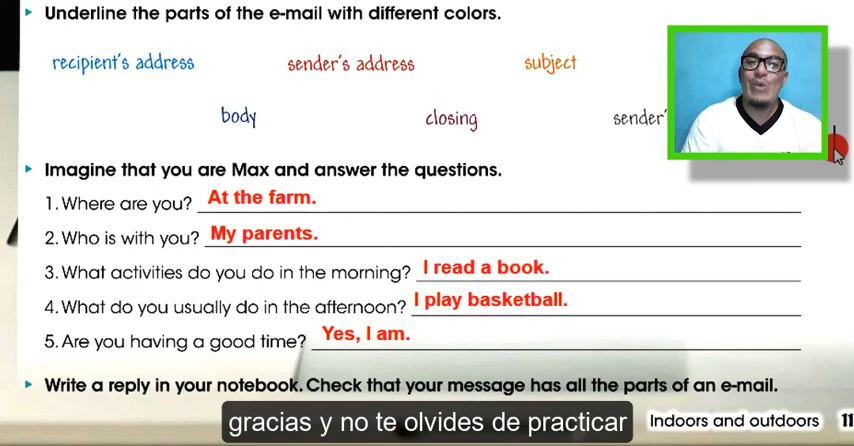 Underline the parts of the e-mail with different colors.
recipient's address sender's address subject
body closing sender'
Imagine that you are Max and answer the questions.
1. Where are you? At the farm.
2. Who is with you? My parents.
3. What activities do you do in the morning? I read a book.
4. What do you usually do in the afternoon? I play basketball.
5. Are you having a good time? Yes, I am.
Write a reply in your notebook. Check that your message has all the parts of an e-mail.
gracias y no te olvides de practicar
Indoors and outdoors 11